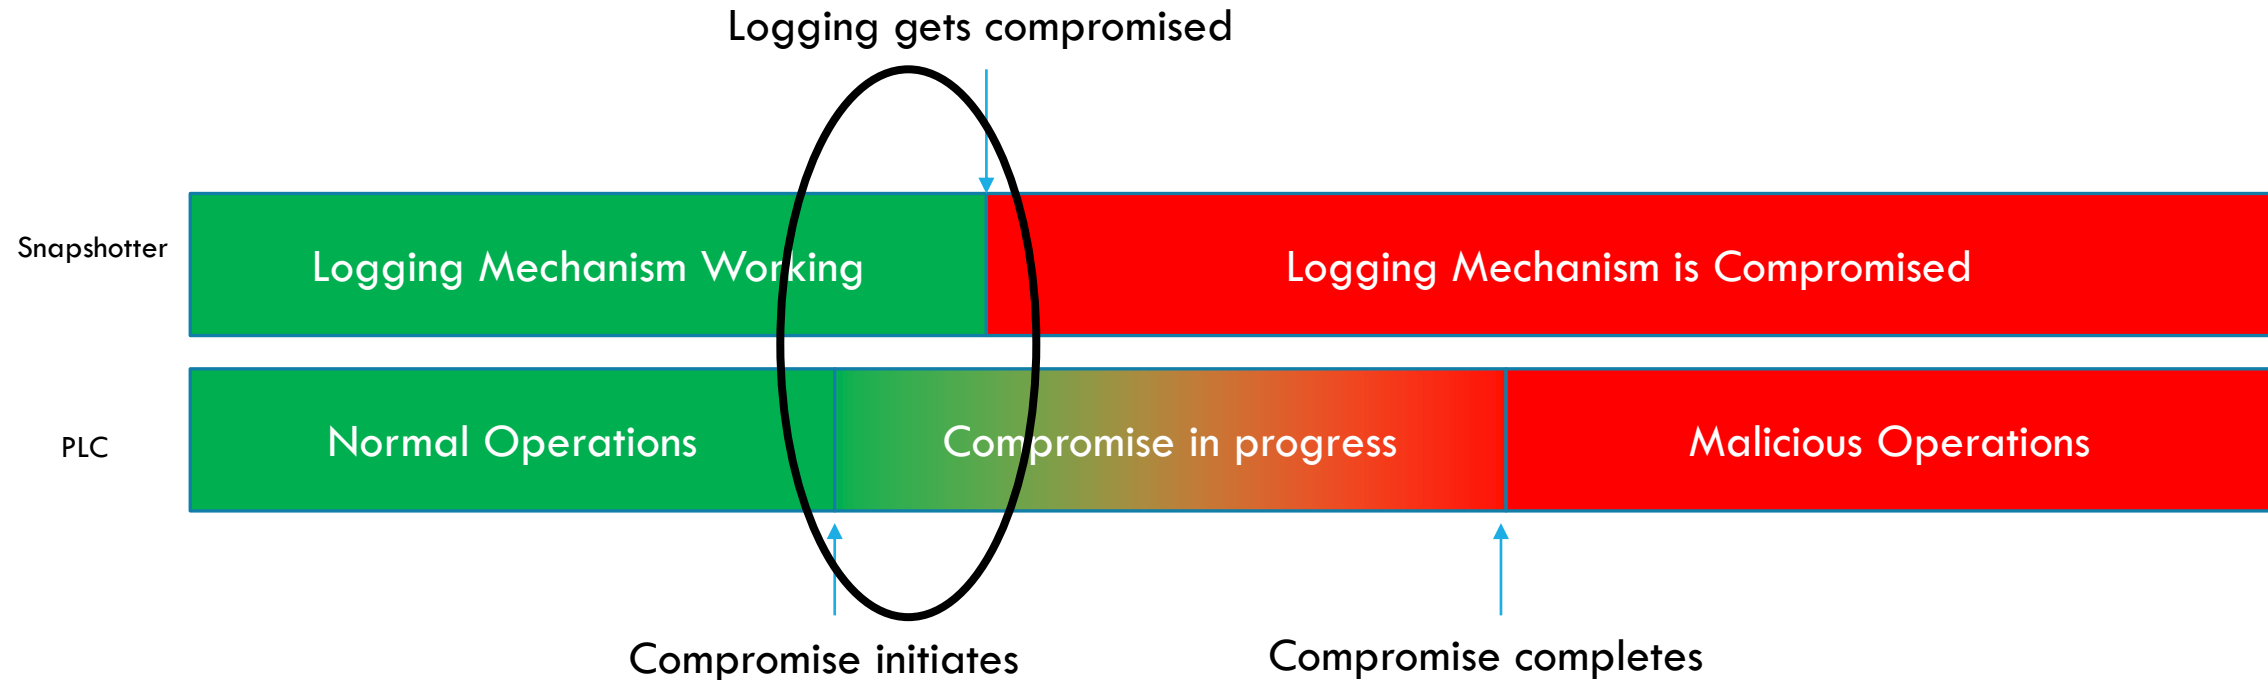 Logging gets compromised
Snapshotter
Logging Mechanism Working
Logging Mechanism is Compromised
PLC
Normal Operations
Compromise in progress
Malicious Operations
Compromise initiates
Compromise completes